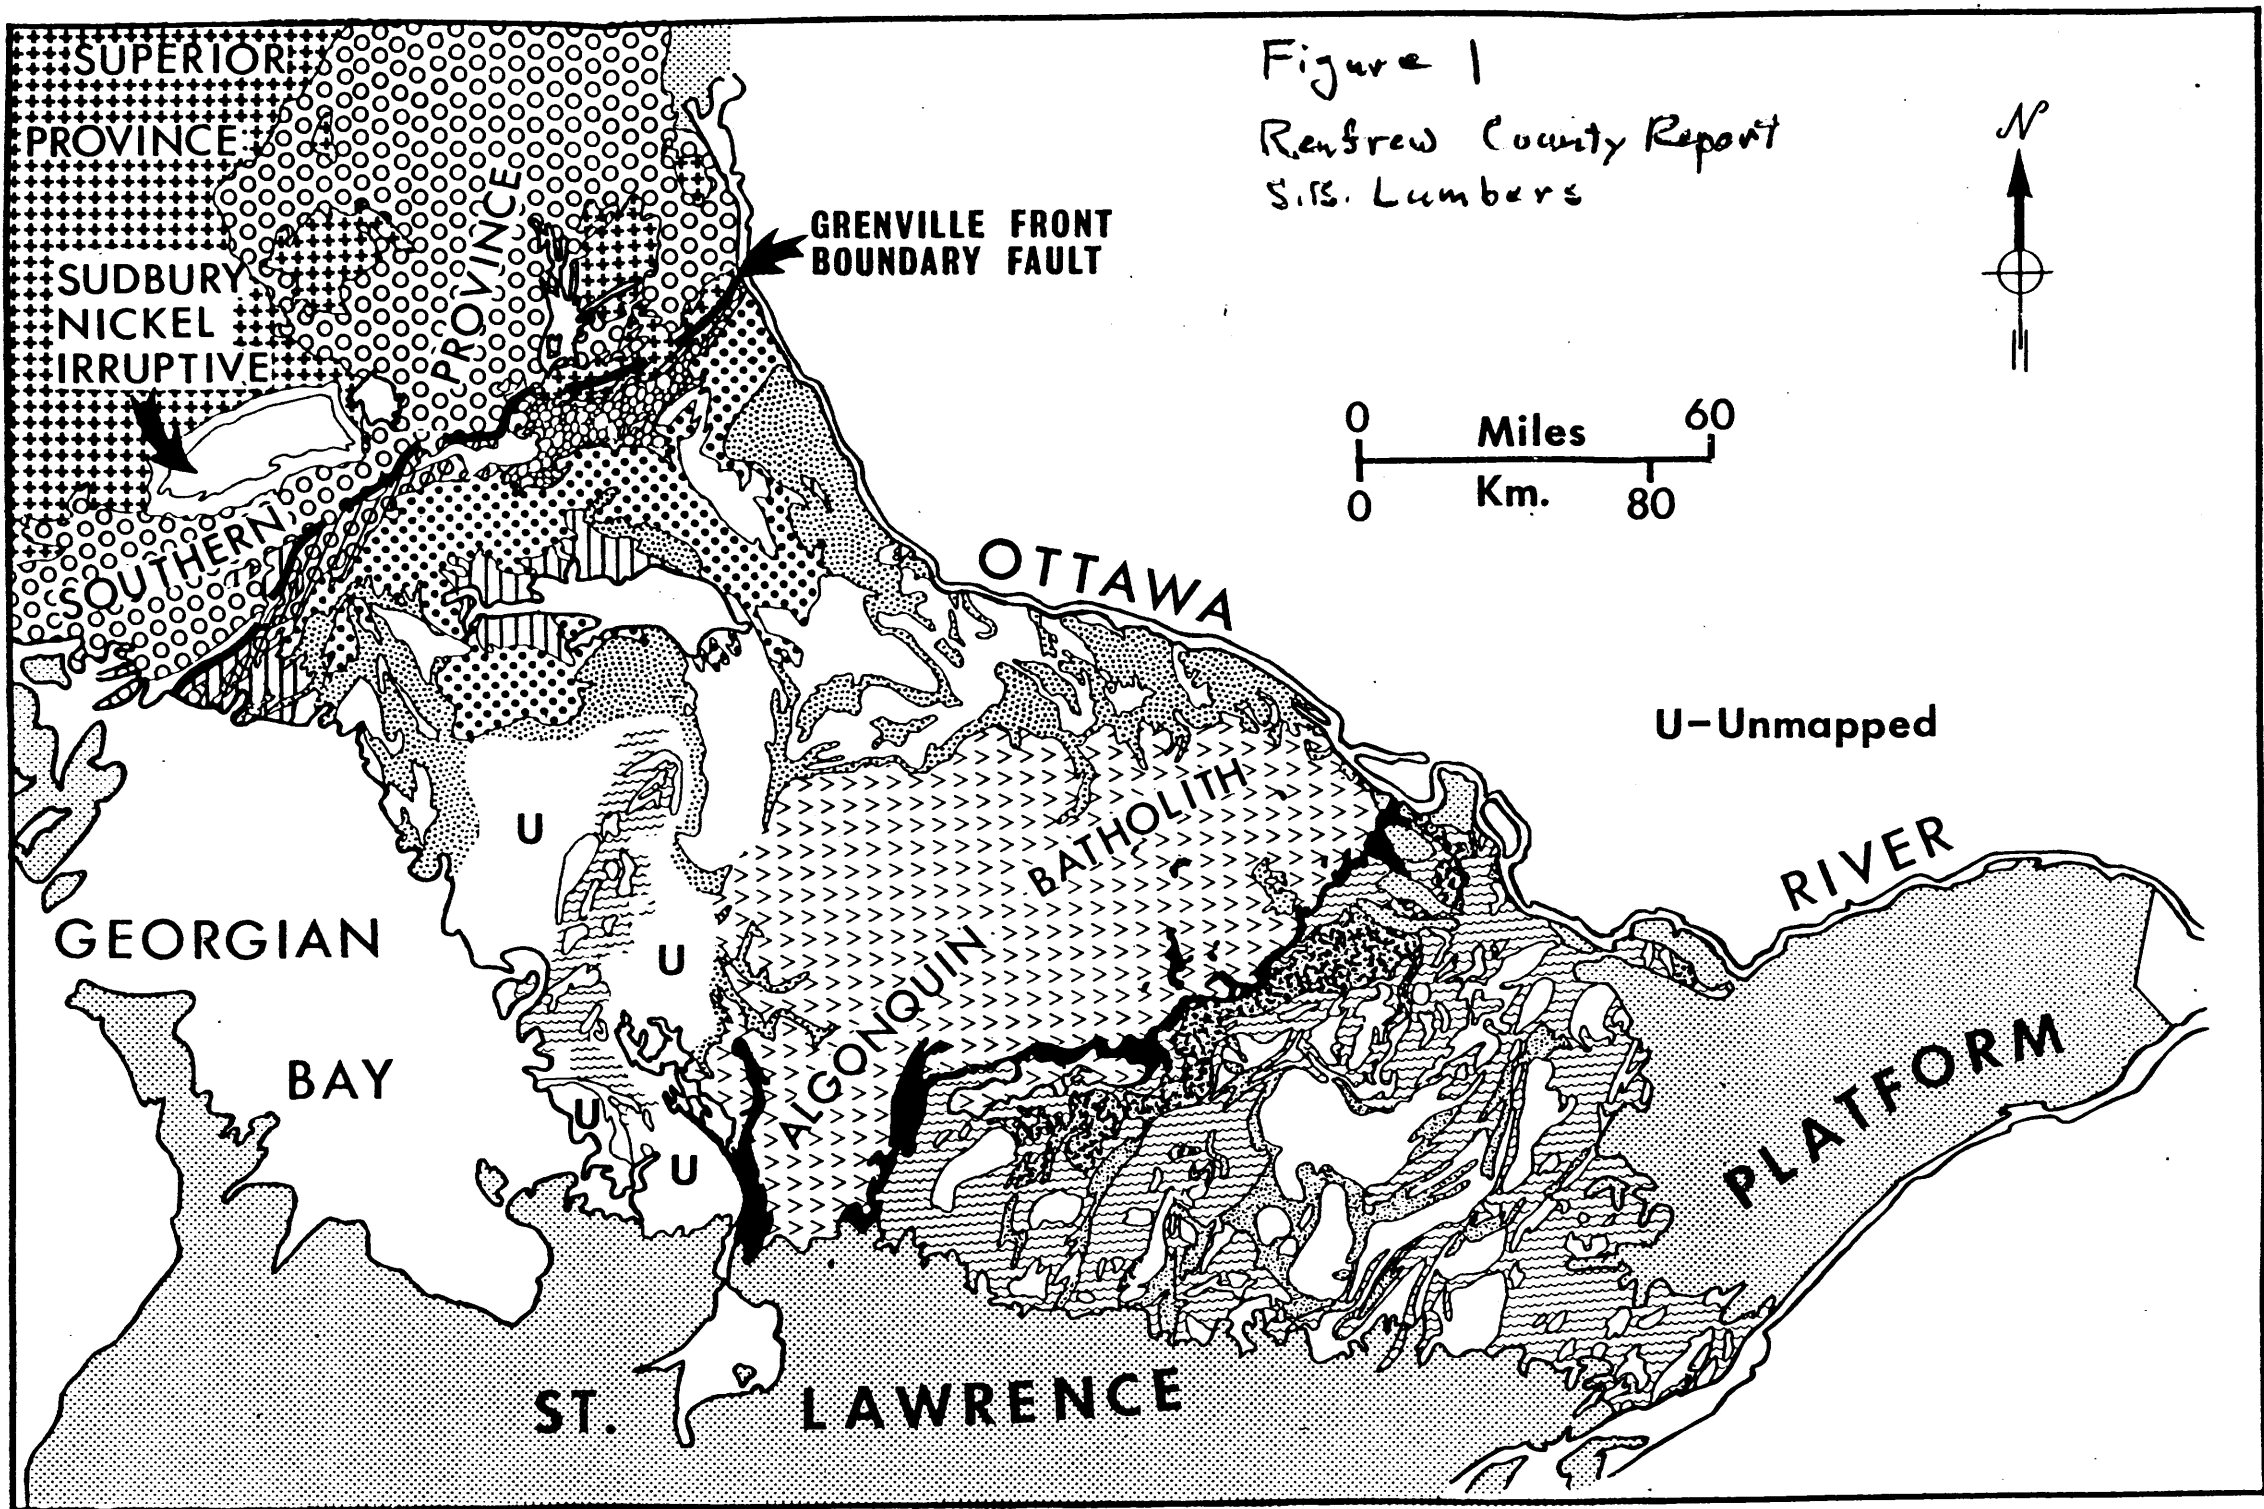 SUPERIOR
PROVINCE
SUDBURY
NICKEL
IRRUPTIVE
SOUTHERN
PROVINCE
GRENVILLE FRONT
BOUNDARY FAULT
Figure 1
Renfrew County Report
S.B. Lumbers
N
0 60
Miles
Km.
0 80
OTTAWA
RIVER
U-Unmapped
U
U
U
U
GEORGIAN
BAY
ALGONQUIN
BATHOLITH
ST. LAWRENCE
PLATFORM